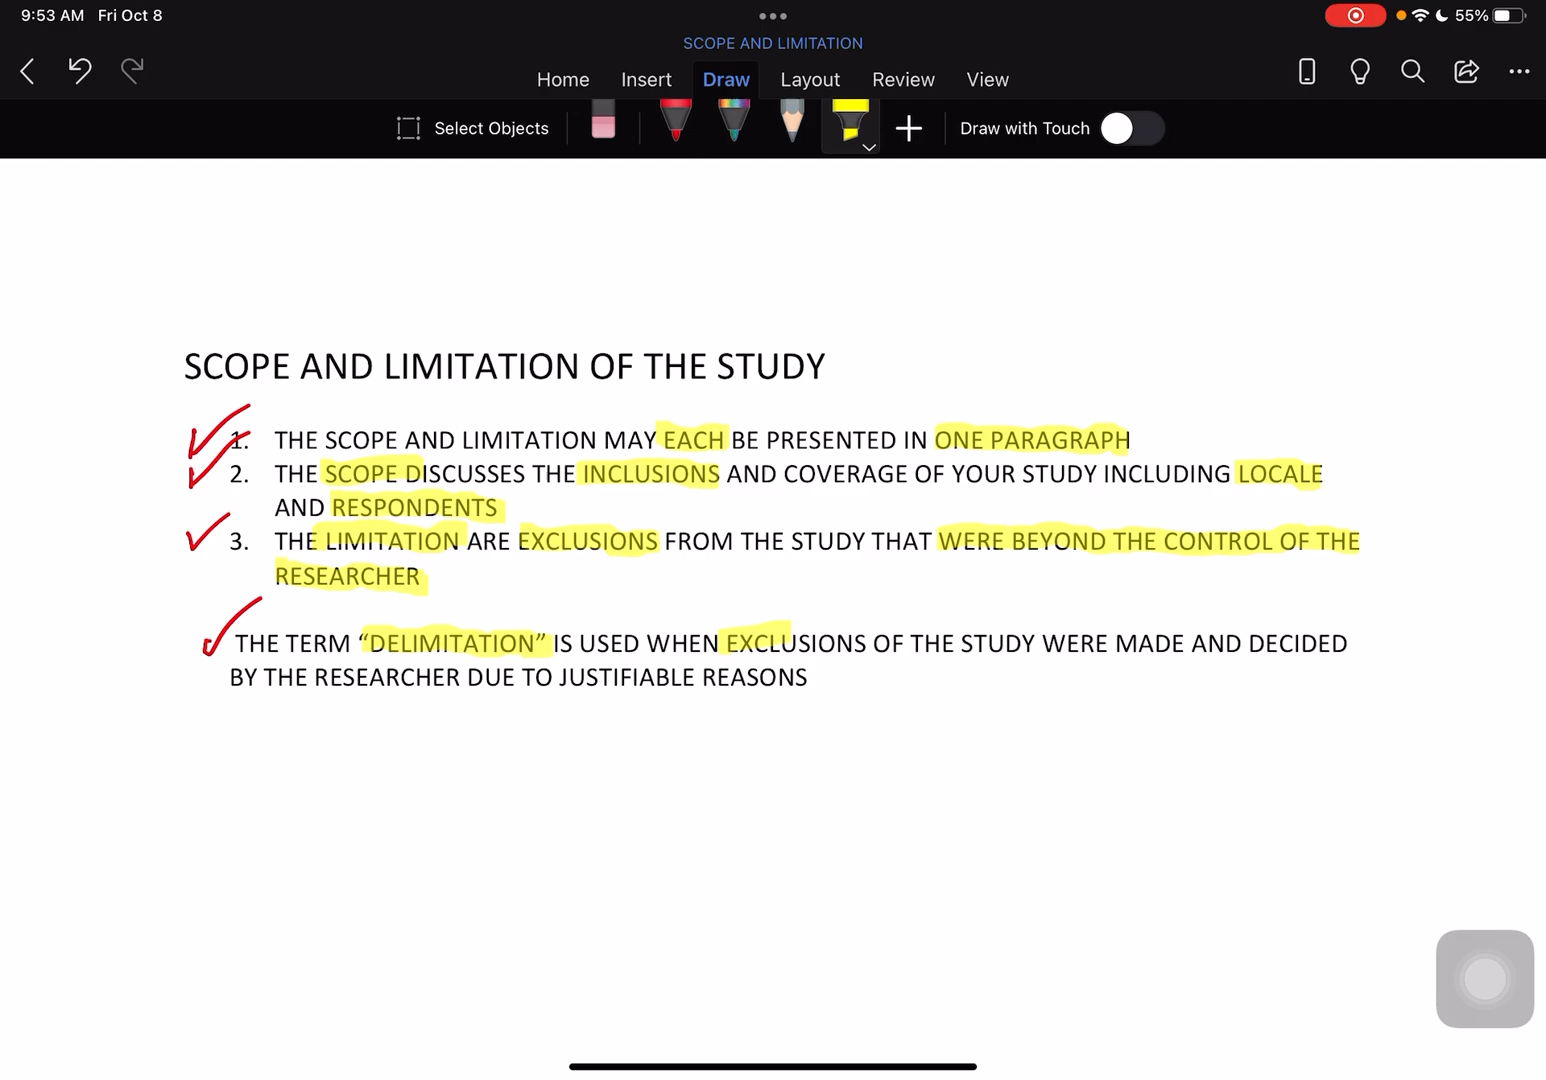 9:53 AM Fri Oct 8
55%
SCOPE AND LIMITATION
Home Insert Draw Layout Review View
Select Objects
Draw with Touch
SCOPE AND LIMITATION OF THE STUDY
1. THE SCOPE AND LIMITATION MAY EACH BE PRESENTED IN ONE PARAGRAPH
2. THE SCOPE DISCUSSES THE INCLUSIONS AND COVERAGE OF YOUR STUDY INCLUDING LOCALE
AND RESPONDENTS
3. THE LIMITATION ARE EXCLUSIONS FROM THE STUDY THAT WERE BEYOND THE CONTROL OF THE
RESEARCHER
THE TERM “DELIMITATION” IS USED WHEN EXCLUSIONS OF THE STUDY WERE MADE AND DECIDED
BY THE RESEARCHER DUE TO JUSTIFIABLE REASONS